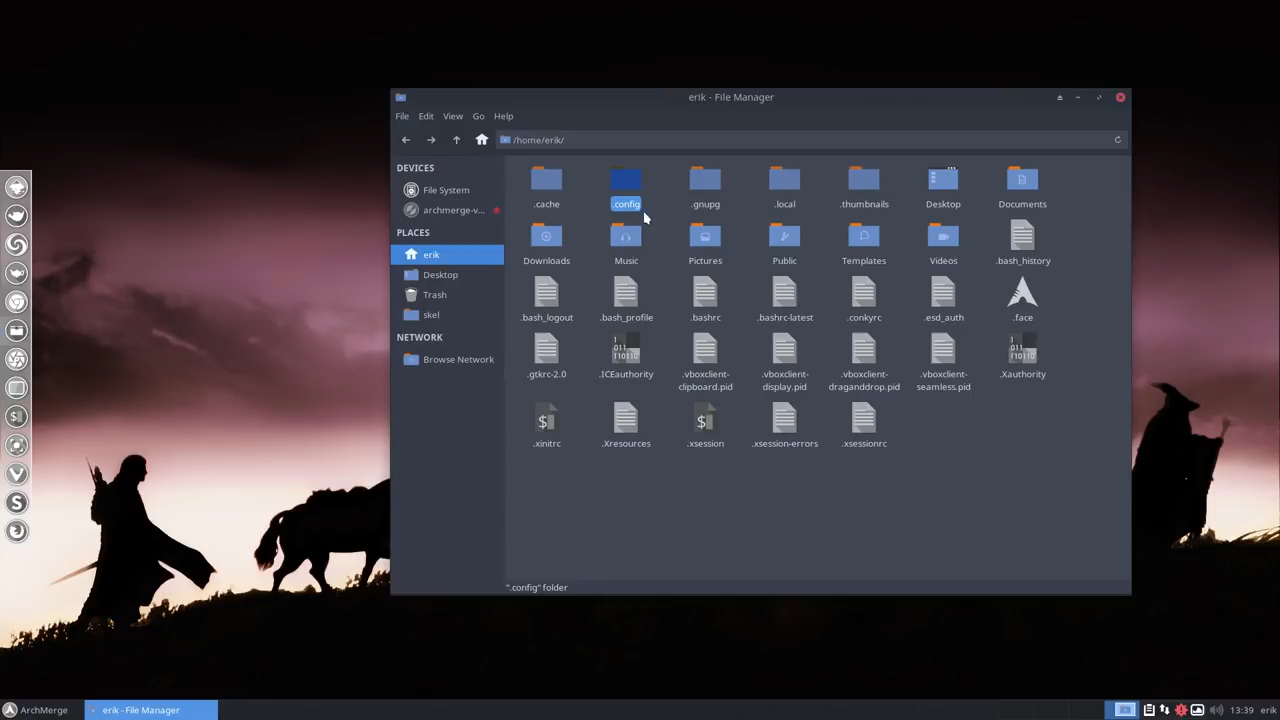 erik - File Manager
File Edit View Go Help
/home/erik/
DEVICES
File System
archmerge-v...
PLACES
erik
Desktop
Trash
skel
NETWORK
Browse Network
.cache .config .gnupg .local .thumbnails Desktop Documents
Downloads Music Pictures Public Templates Videos .bash_history
.bash_logout .bash_profile .bashrc .bashrc-latest .conkyrc .esd_auth .face
.gtkrc-2.0 .ICEauthority .vboxclient-clipboard.pid .vboxclient-display.pid .vboxclient-draganddrop.pid .vboxclient-seamless.pid .Xauthority
.xinitrc .Xresources .xsession .xsession-errors .xsessionrc
".config" folder
ArchMerge erik - File Manager 13:39 erik